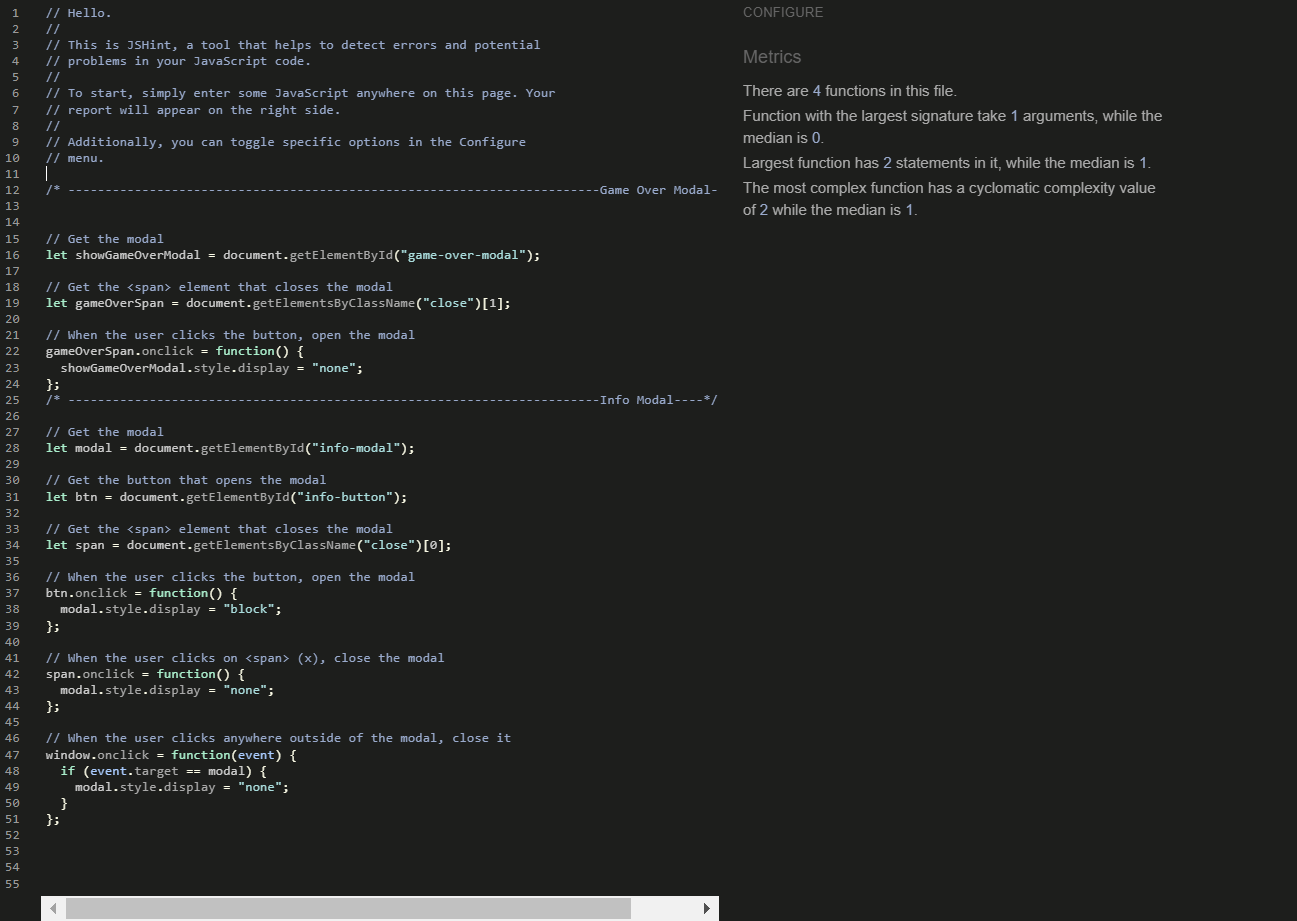 1 // Hello.
2 //
3 // This is JSHint, a tool that helps to detect errors and potential
4 // problems in your JavaScript code.
5 //
6 // To start, simply enter some JavaScript anywhere on this page. Your
7 // report will appear on the right side.
8 //
9 // Additionally, you can toggle specific options in the Configure
10 // menu.
11
12 /* ------------------------------------------------------------------------Game Over Modal-
13
14
15 // Get the modal
16 let showGameOverModal = document.getElementById("game-over-modal");
17
18 // Get the <span> element that closes the modal
19 let gameOverSpan = document.getElementsByClassName("close")[1];
20
21 // When the user clicks the button, open the modal
22 gameOverSpan.onclick = function() {
23   showGameOverModal.style.display = "none";
24 };
25 /* ------------------------------------------------------------------------Info Modal----*/
26
27 // Get the modal
28 let modal = document.getElementById("info-modal");
29
30 // Get the button that opens the modal
31 let btn = document.getElementById("info-button");
32
33 // Get the <span> element that closes the modal
34 let span = document.getElementsByClassName("close")[0];
35
36 // When the user clicks the button, open the modal
37 btn.onclick = function() {
38   modal.style.display = "block";
39 };
40
41 // When the user clicks on <span> (x), close the modal
42 span.onclick = function() {
43   modal.style.display = "none";
44 };
45
46 // When the user clicks anywhere outside of the modal, close it
47 window.onclick = function(event) {
48   if (event.target == modal) {
49     modal.style.display = "none";
50   }
51 };
52
53
54
55
CONFIGURE
Metrics
There are 4 functions in this file.
Function with the largest signature take 1 arguments, while the
median is 0.
Largest function has 2 statements in it, while the median is 1.
The most complex function has a cyclomatic complexity value
of 2 while the median is 1.